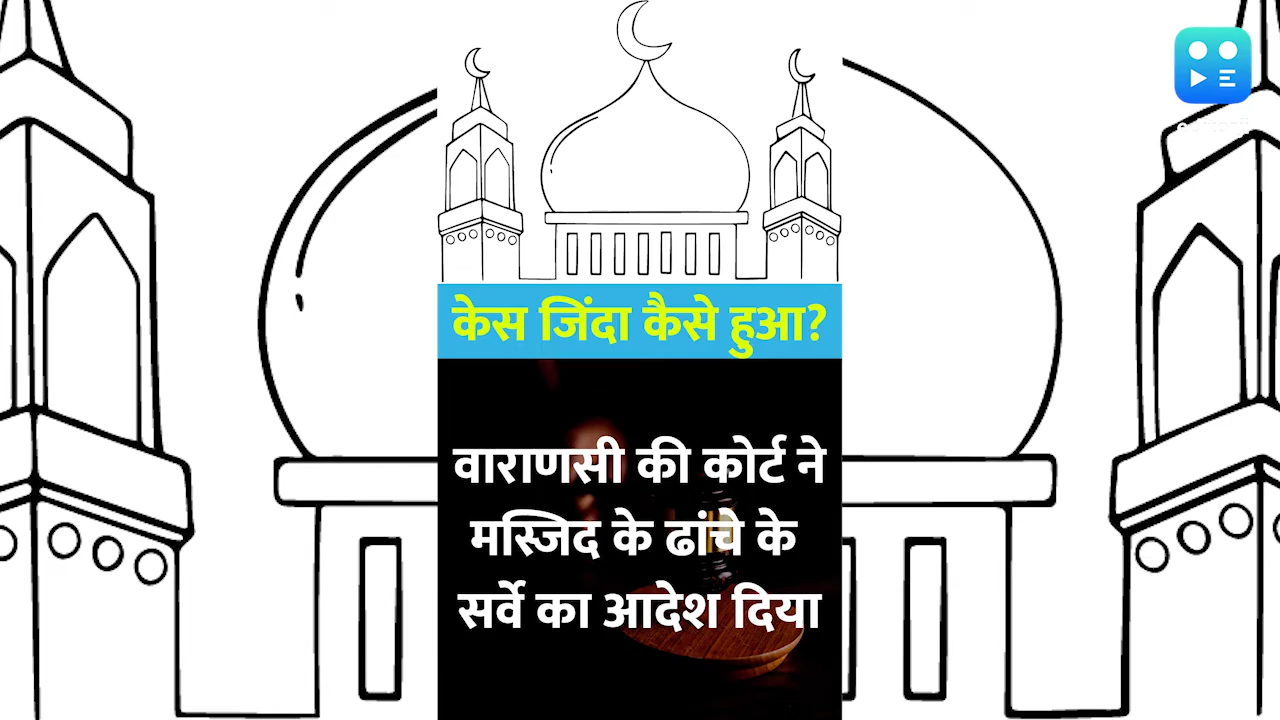 केस जिंदा कैसे हुआ?
वाराणसी की कोर्ट ने
मस्जिद के ढांचे के
सर्वे का आदेश दिया